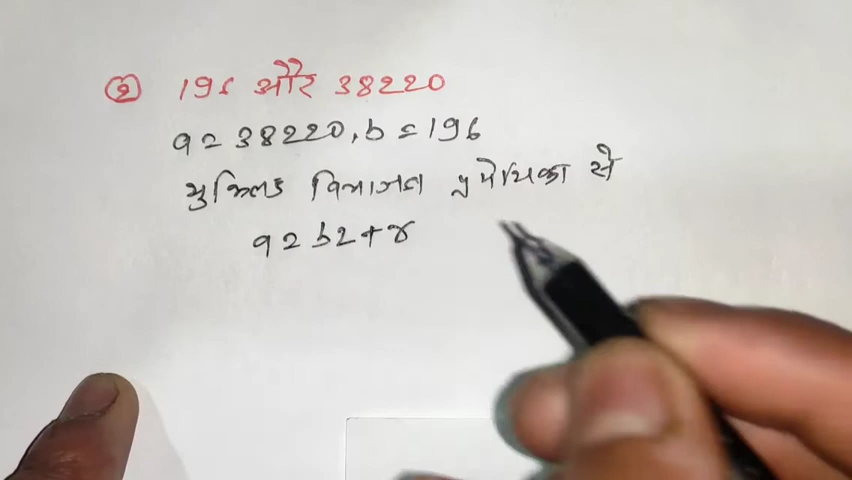 ② 196 और 38220
a = 38220, b = 196
युक्लिड विभाजन प्रमेयिका से
a = bq + r